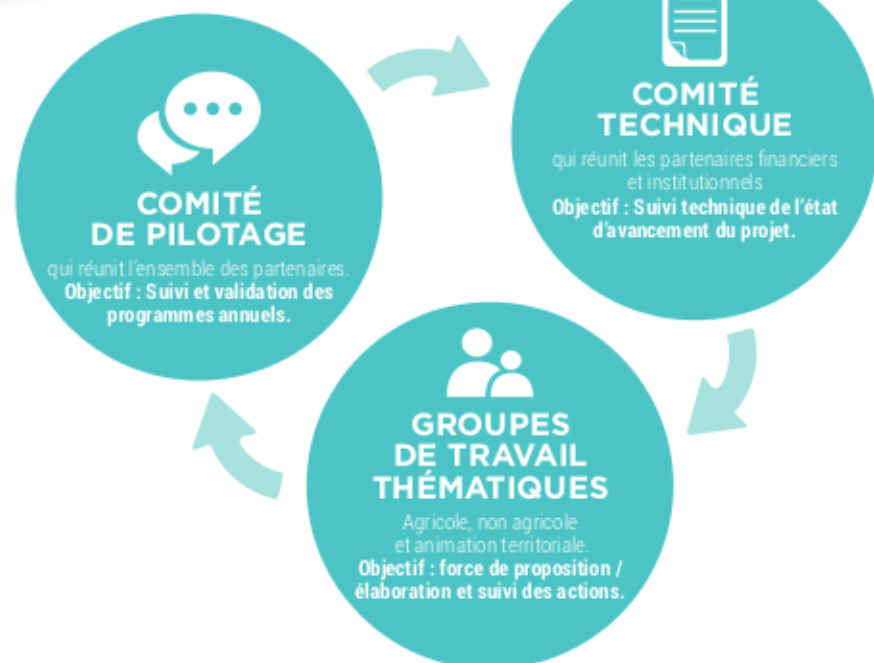 COMITÉ
DE PILOTAGE
qui réunit l'ensemble des partenaires.
Objectif : Suivi et validation des
programmes annuels.
COMITÉ
TECHNIQUE
qui réunit les partenaires financiers
et institutionnels
Objectif : Suivi technique de l'état
d'avancement du projet.
GROUPES
DE TRAVAIL
THÉMATIQUES
Agricole, non agricole
et animation territoriale.
Objectif : force de proposition /
élaboration et suivi des actions.